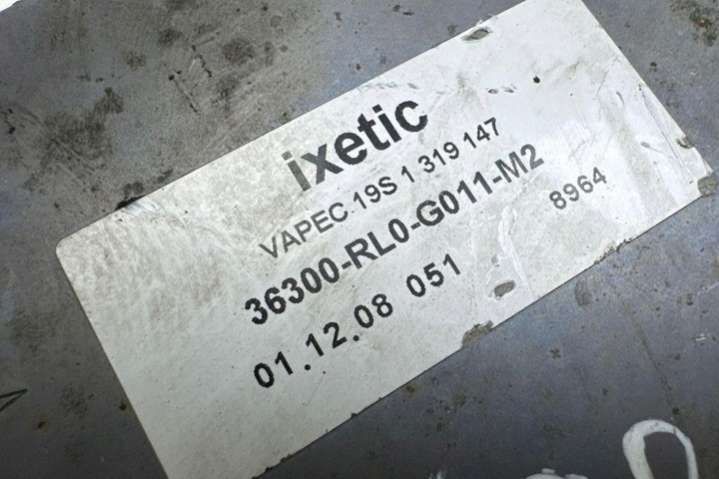 ixetic
VAPEC 19S 1 319 147
36300-RL0-G011-M2
8964
01.12.08 051